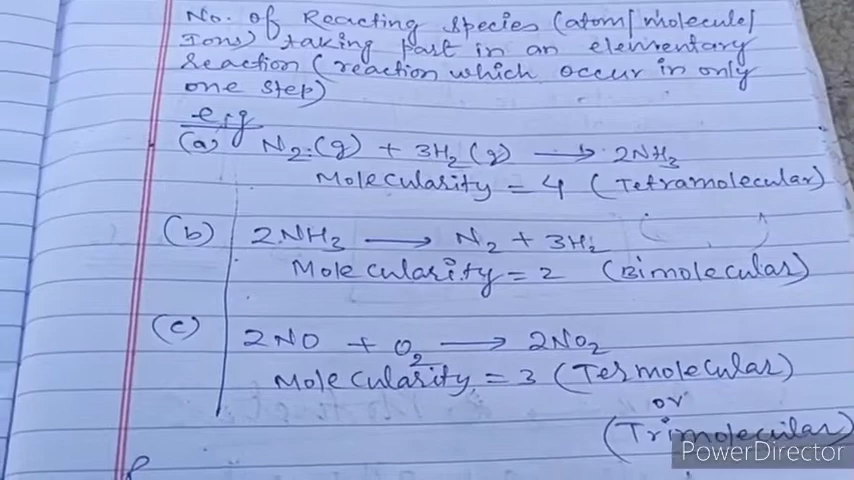 No. of Reacting species (atom/molecule/
Ions) taking part in an elementary
reaction (reaction which occur in only
one step)
e.g
(a) N₂(g) + 3H₂(g) ⟶ 2NH₃
Molecularity = 4 (Tetramolecular)
(b) 2NH₃ ⟶ N₂ + 3H₂
Molecularity = 2 (Bimolecular)
(c) 2NO + O₂ ⟶ 2NO₂
Molecularity = 3 (Termolecular)
or
(Trimolecular)
PowerDirector